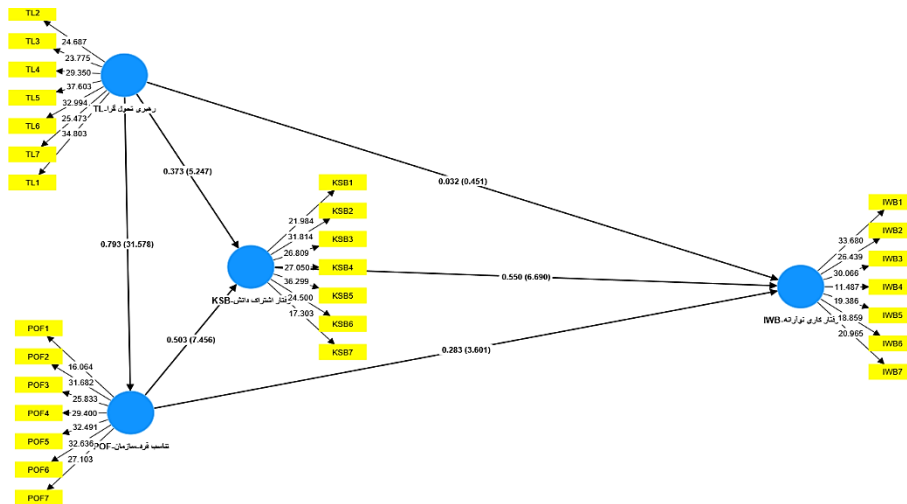 TL2
TL3
TL4
TL5
TL6
TL7
TL1
24.687
23.775
29.350
37.603
32.994
25.473
34.803
رهبری تحول گرا-TL
0.373 (5.247)
0.032 (0.451)
0.793 (31.578)
KSB1
KSB2
KSB3
KSB4
KSB5
KSB6
KSB7
21.984
31.814
26.809
27.050
36.299
24.500
17.303
رفتار اشتراک دانش-KSB
0.550 (6.690)
0.503 (7.456)
0.283 (3.601)
IWB1
IWB2
IWB3
IWB4
IWB5
IWB6
IWB7
33.680
26.439
30.066
11.487
19.386
18.859
20.965
رفتار کاری نوآورانه-IWB
POF1
POF2
POF3
POF4
POF5
POF6
POF7
16.064
31.682
25.833
29.400
32.491
32.636
27.103
تناسب فرد-سازمان-POF